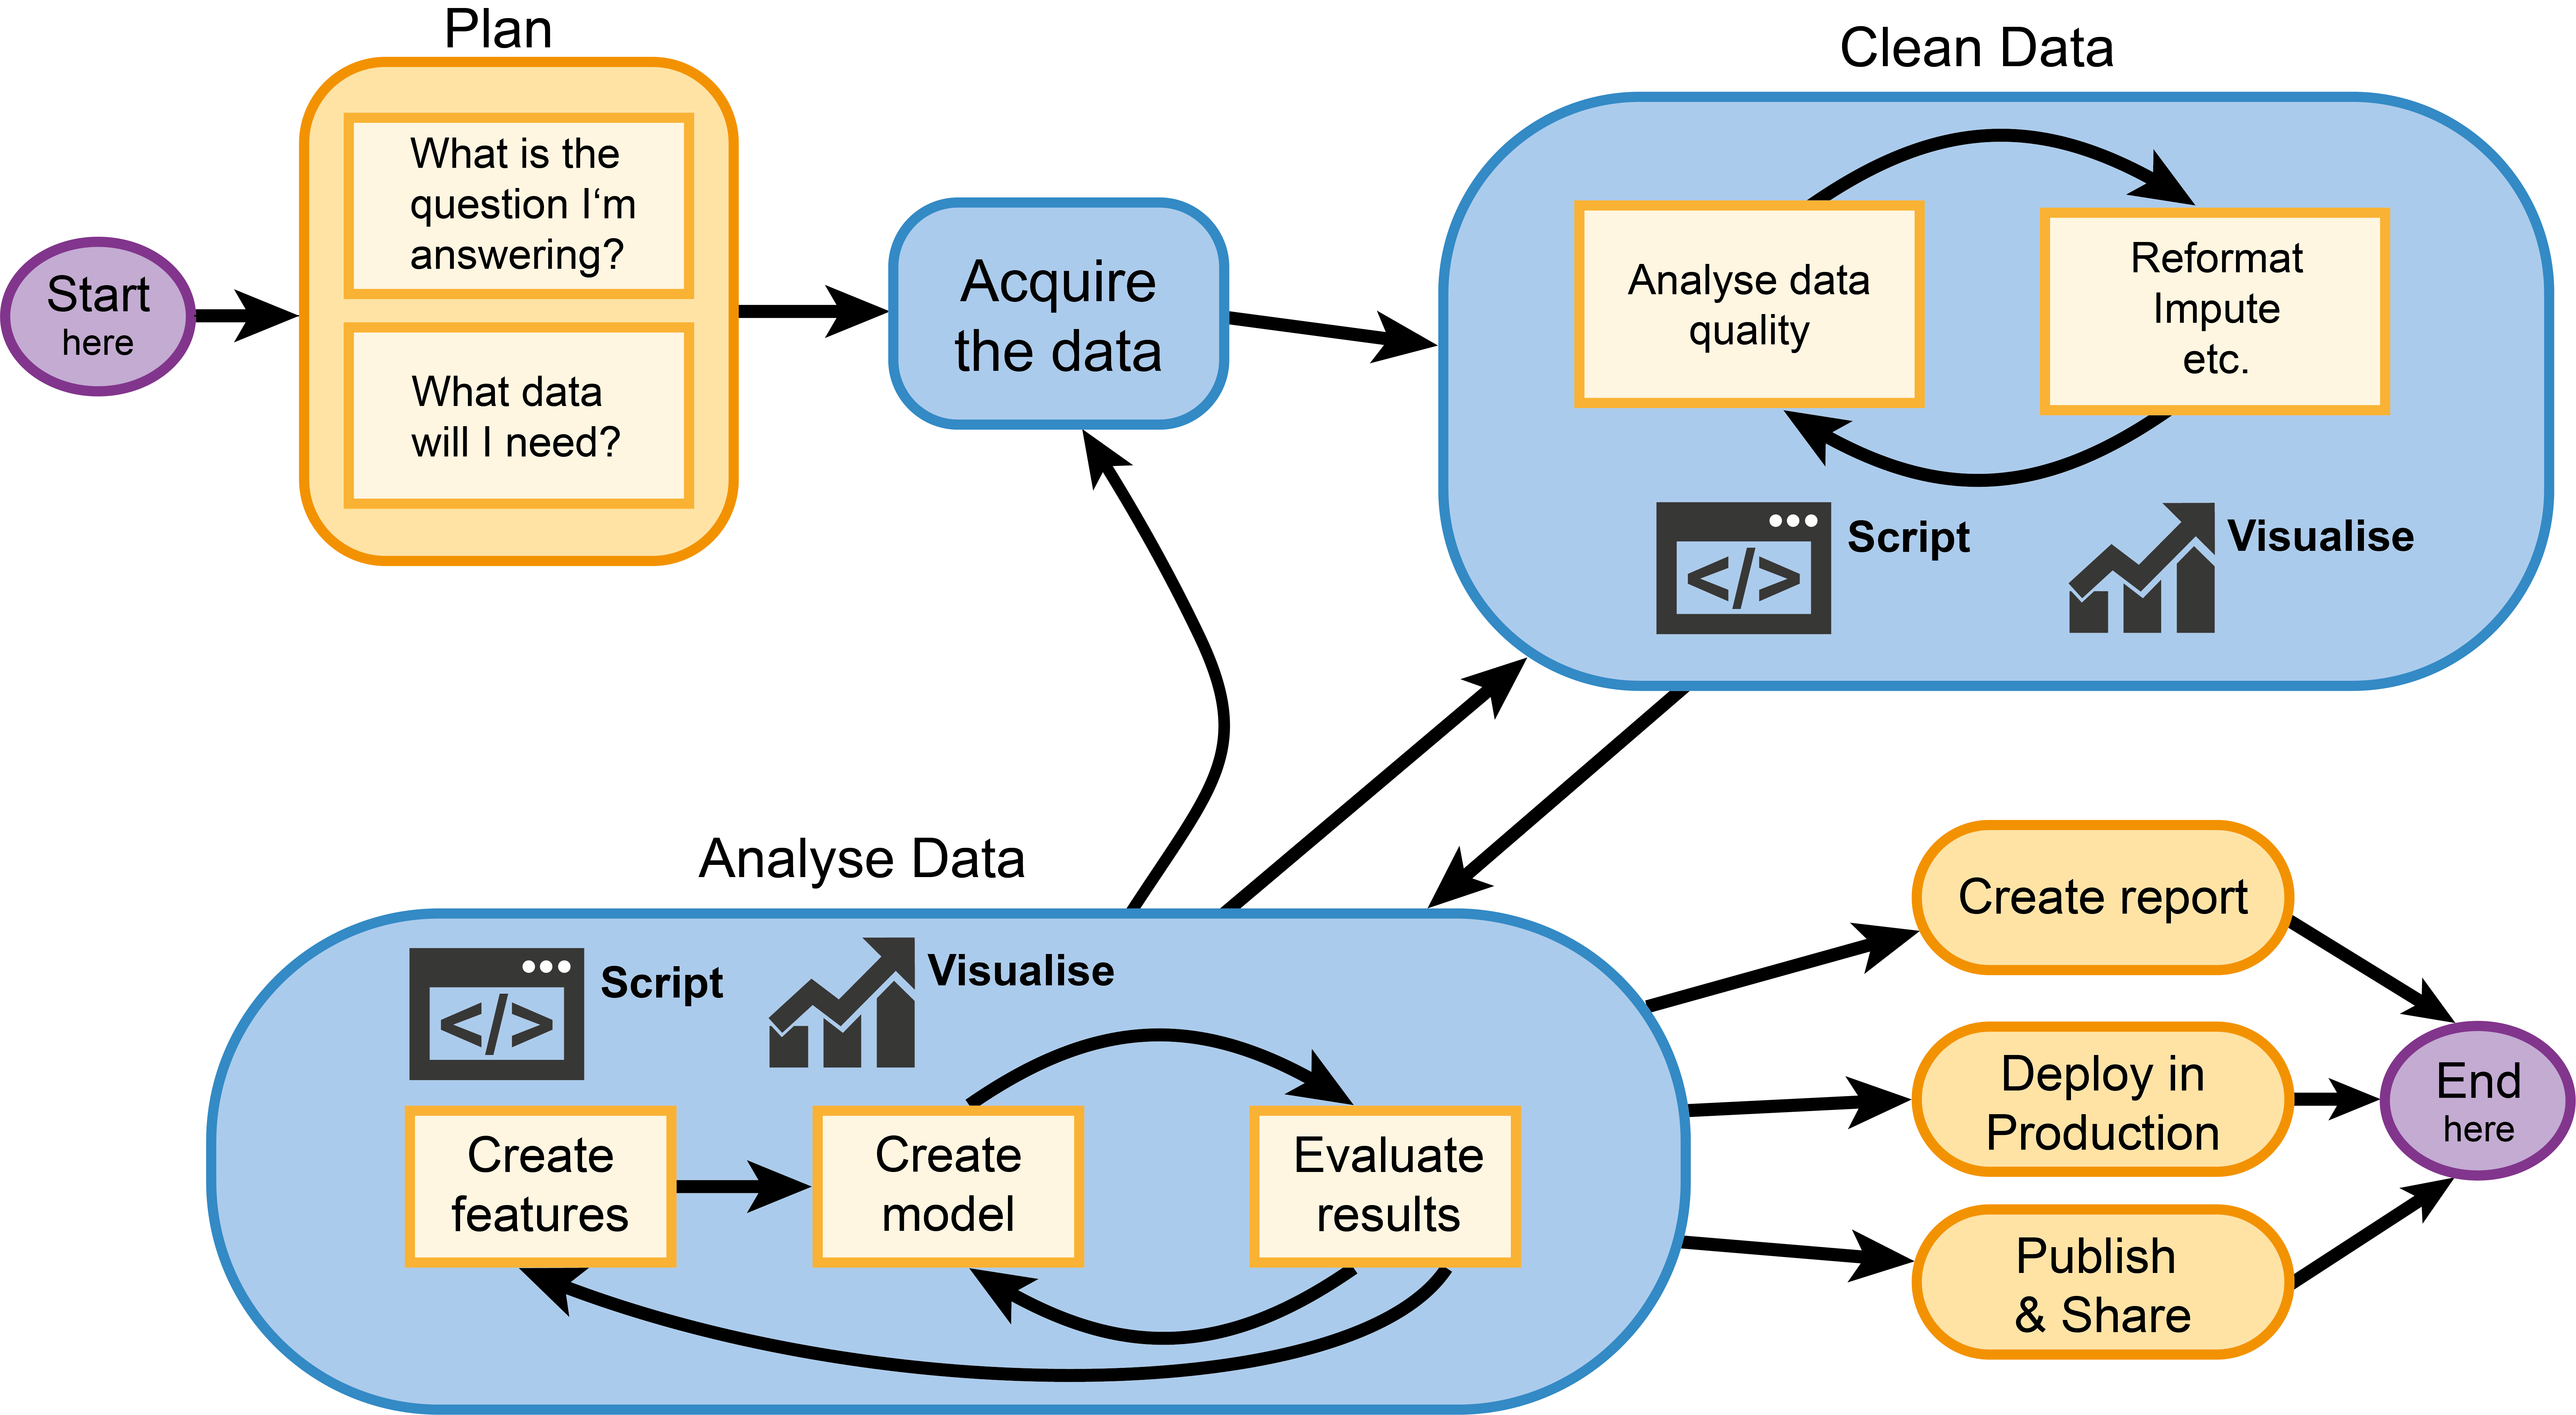 Plan
What is the
question I‘m
answering?
What data
will I need?
Start
here
Acquire
the data
Clean Data
Analyse data
quality
Reformat
Impute
etc.
Script
Visualise
Analyse Data
Script
Visualise
Create
features
Create
model
Evaluate
results
Create report
Deploy in
Production
Publish
& Share
End
here